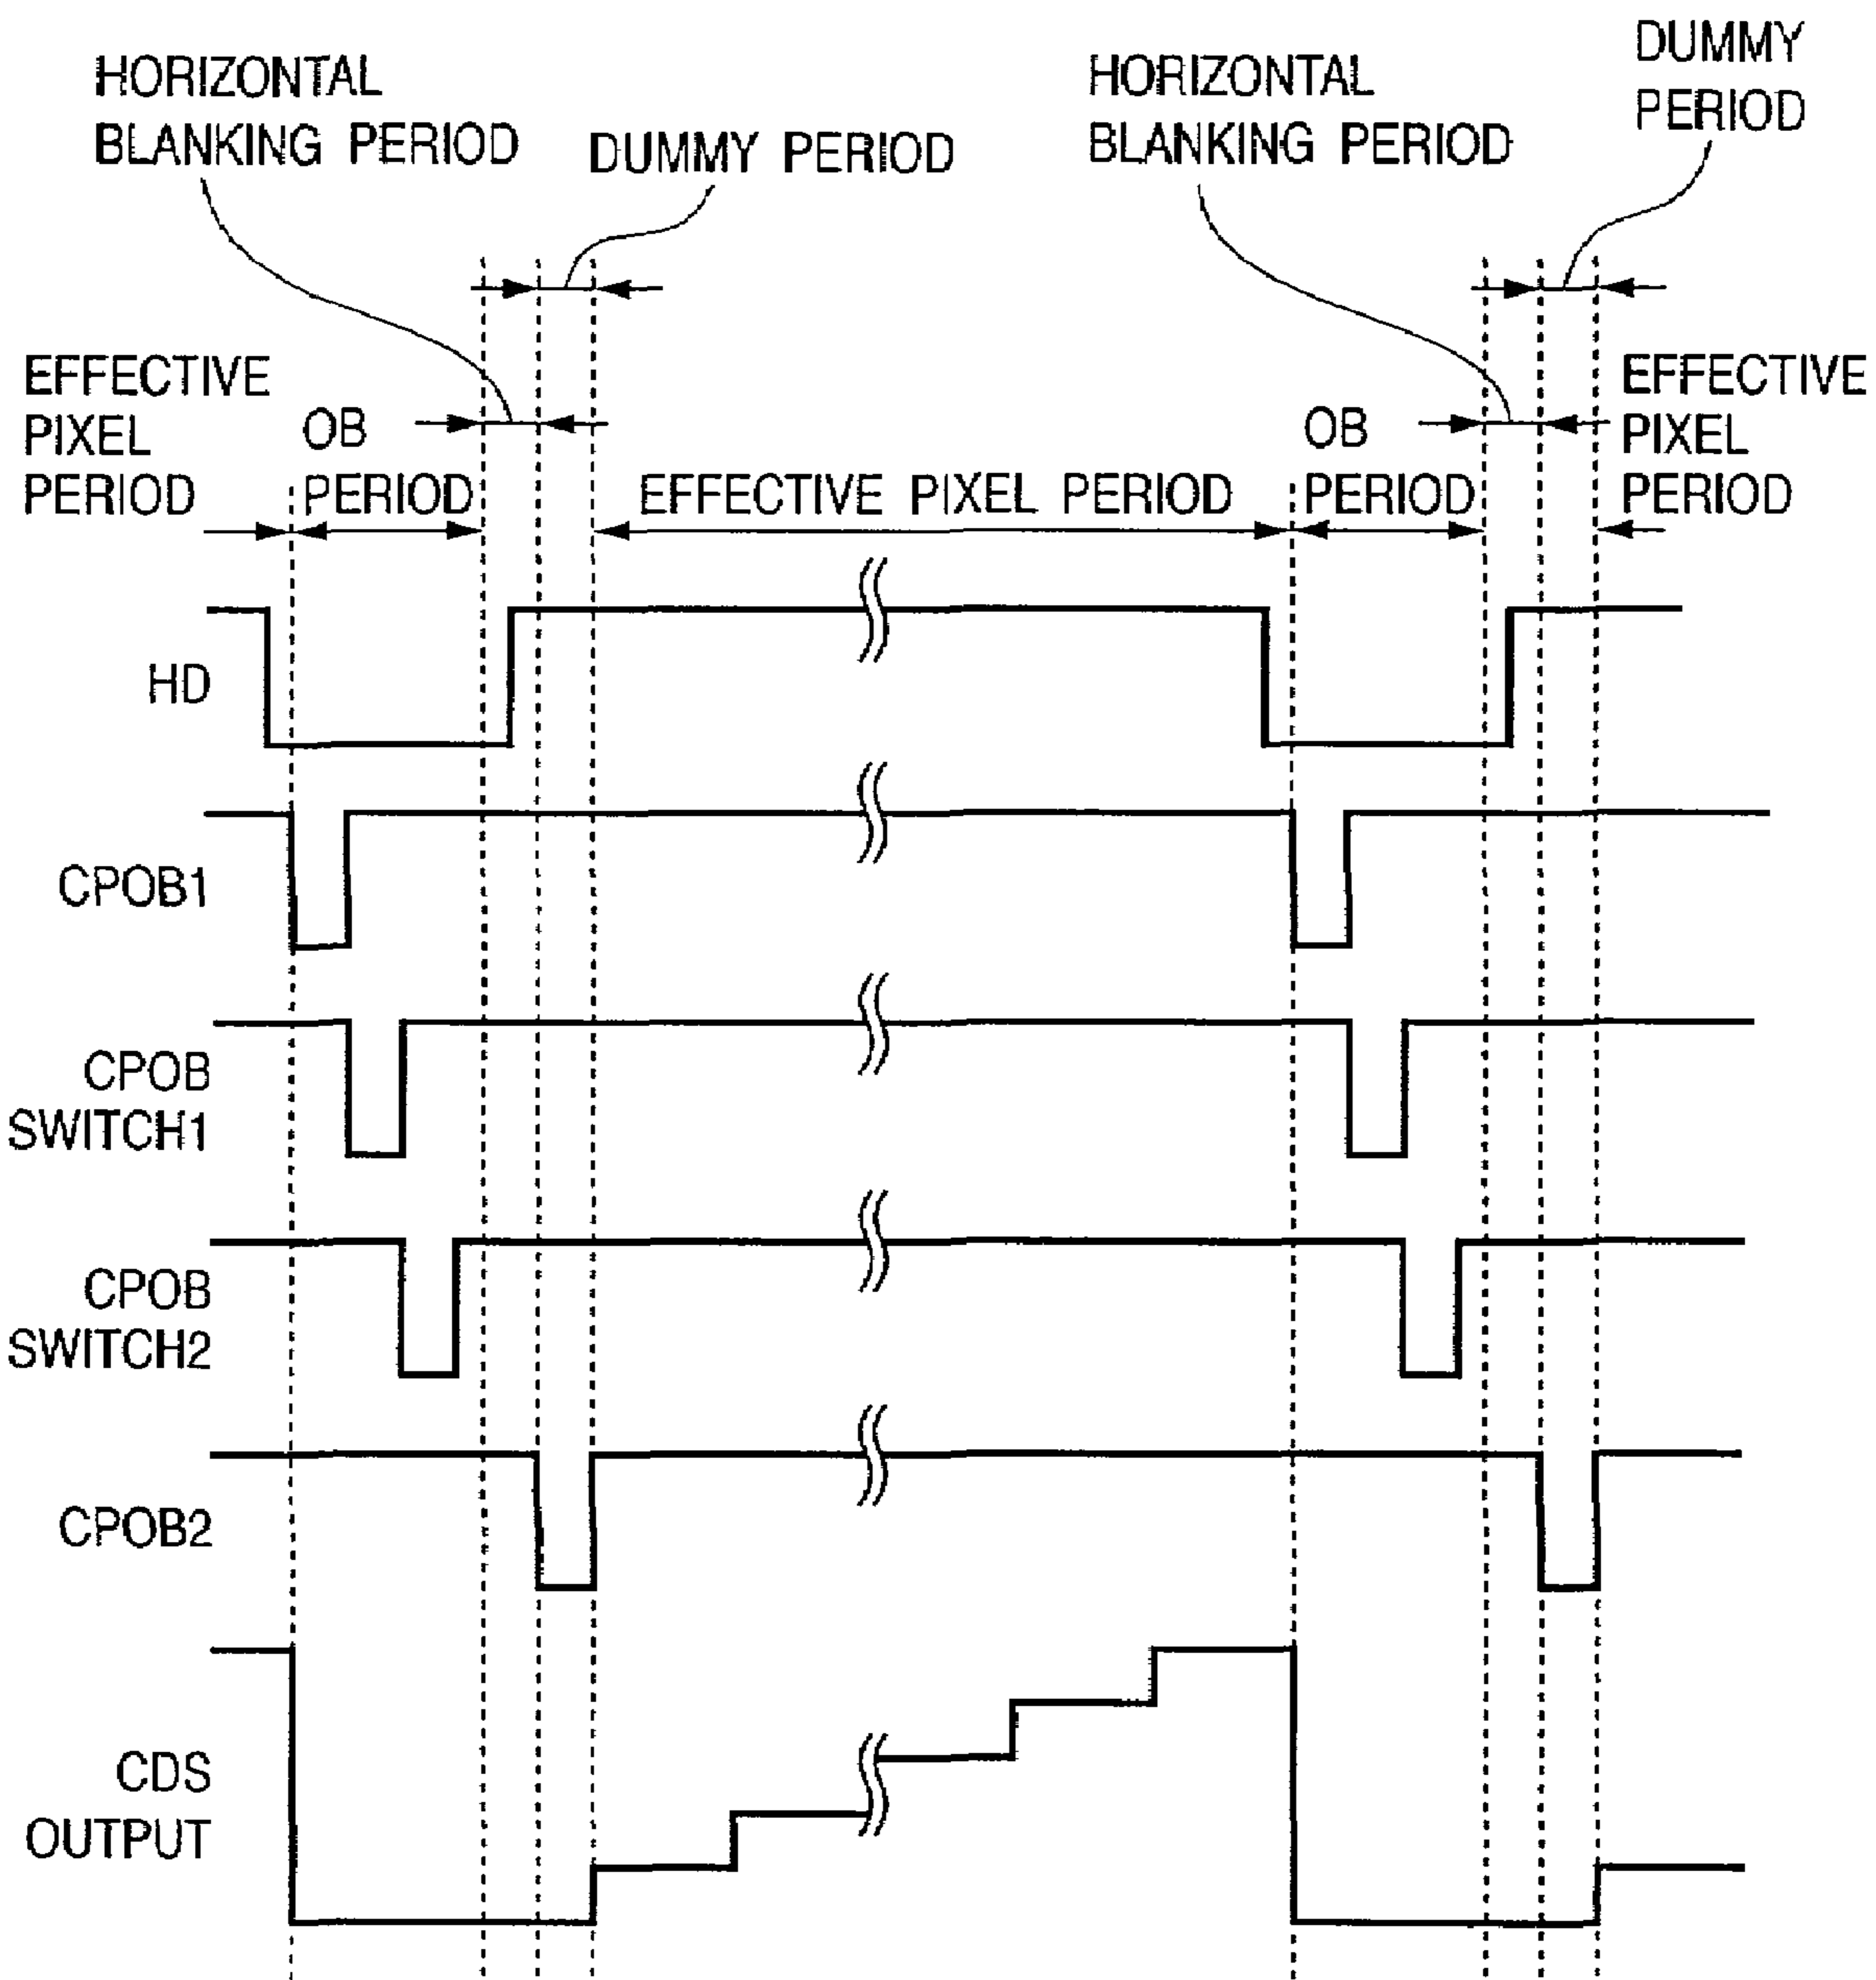 HORIZONTAL
BLANKING PERIOD
DUMMY PERIOD
HORIZONTAL
BLANKING PERIOD
DUMMY
PERIOD
EFFECTIVE
PIXEL
PERIOD
OB
PERIOD
EFFECTIVE PIXEL PERIOD
OB
PERIOD
EFFECTIVE
PIXEL
PERIOD
HD
CPOB1
CPOB
SWITCH1
CPOB
SWITCH2
CPOB2
CDS
OUTPUT